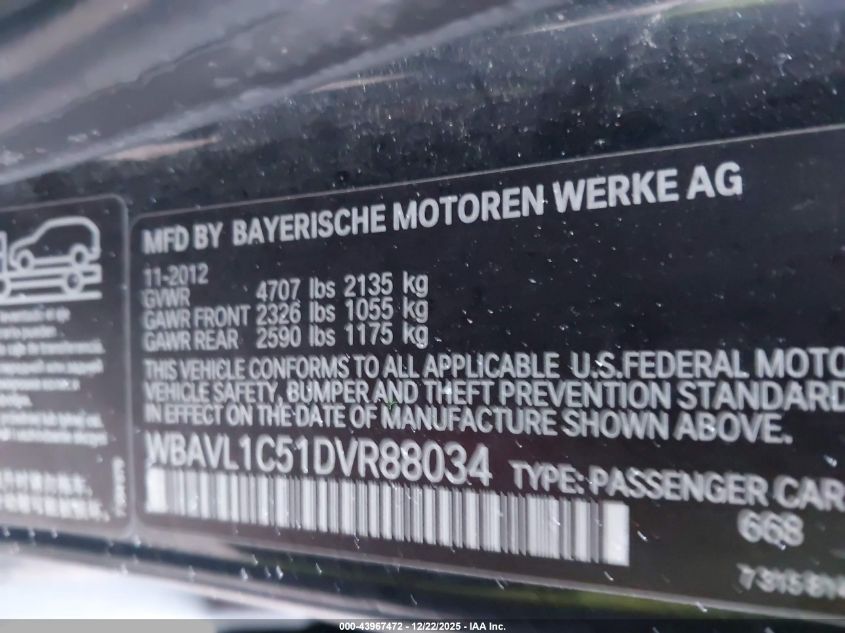 MFD BY BAYERISCHE MOTOREN WERKE AG
11-2012
GVWR 4707 lbs 2135 kg
GAWR FRONT 2326 lbs 1055 kg
GAWR REAR 2590 lbs 1175 kg
THIS VEHICLE CONFORMS TO ALL APPLICABLE U.S.FEDERAL MOTO
VEHICLE SAFETY, BUMPER AND THEFT PREVENTION STANDARD
IN EFFECT ON THE DATE OF MANUFACTURE SHOWN ABOVE.
WBAVL1C51DVR88034 TYPE: PASSENGER CAR
668
000-43967472 - 12/22/2025 - IAA Inc.